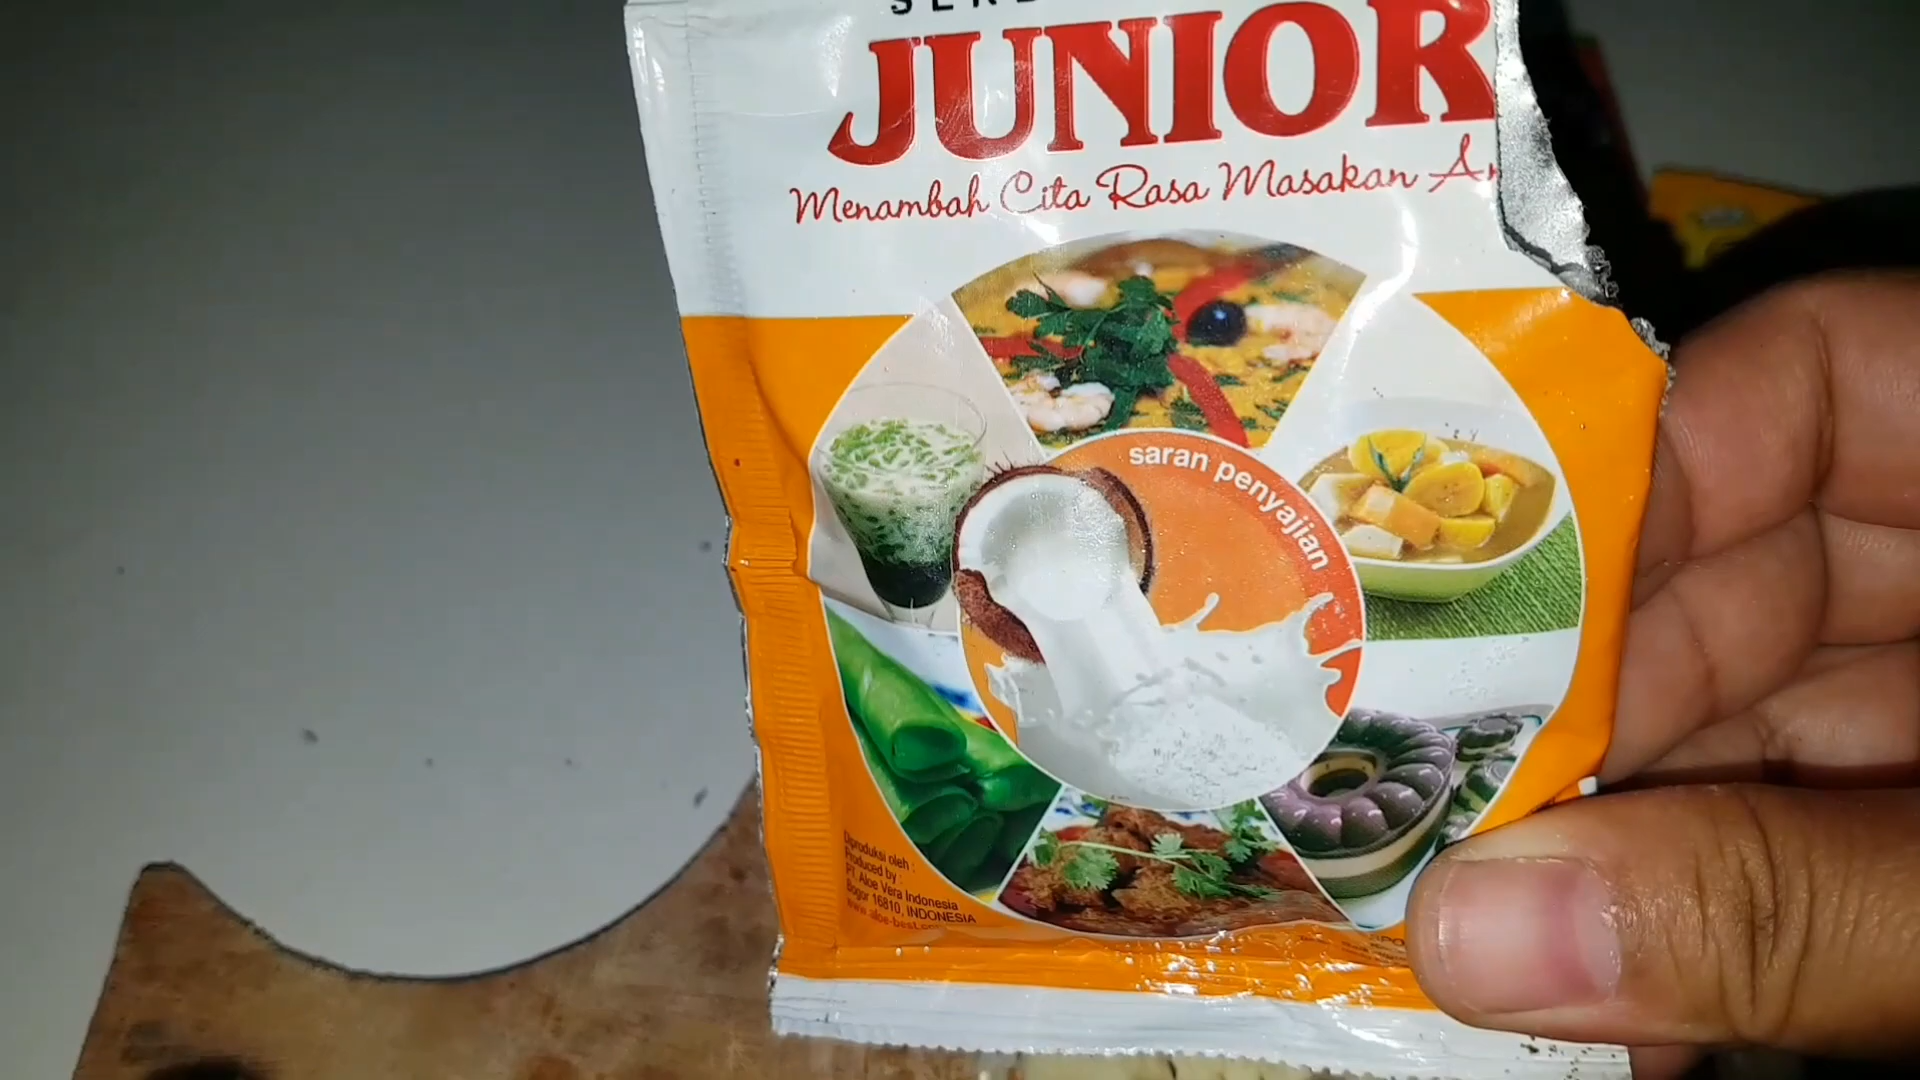 JUNIOR
Menambah Cita Rasa Masakan
saran penyajian
Diproduksi oleh :
Produced by :
PT. Aloe Vera Indonesia
Bogor 16810, INDONESIA